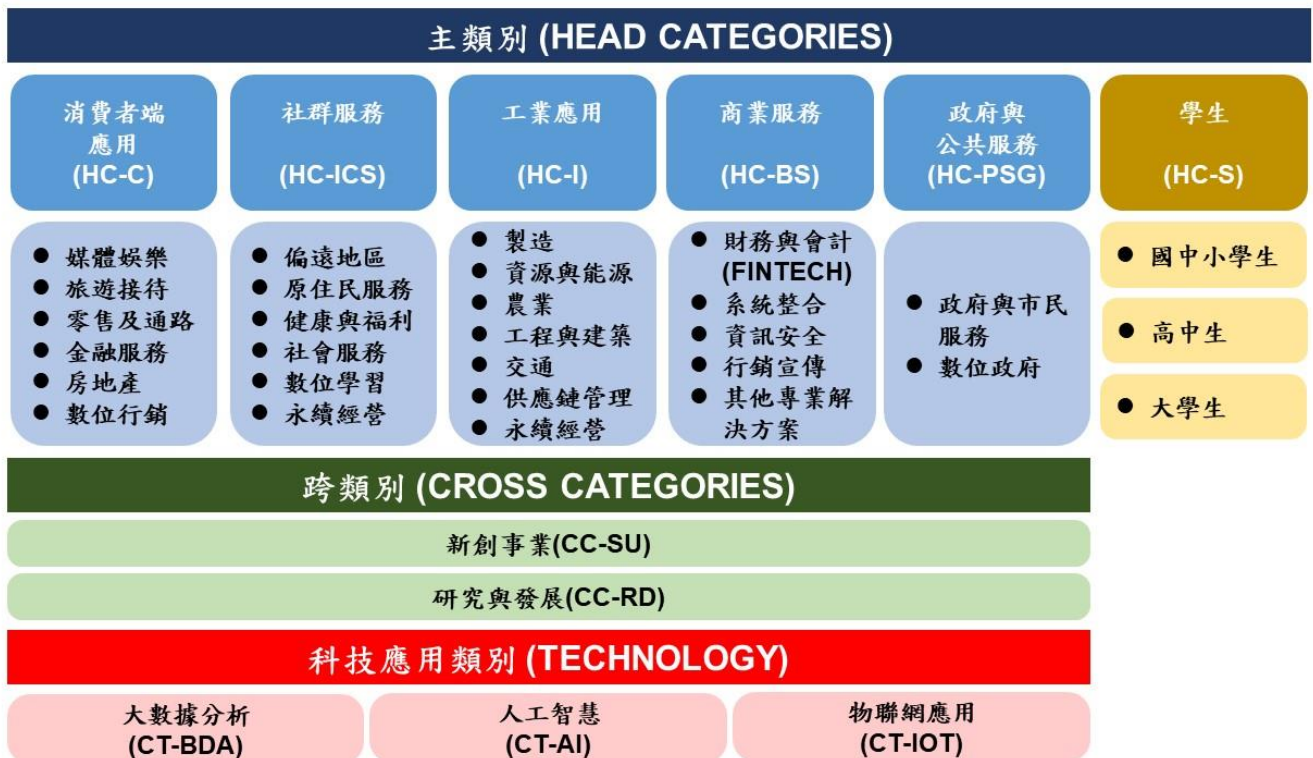 主類別 (HEAD CATEGORIES)
消費者端
應用
(HC-C)
社群服務
(HC-ICS)
工業應用
(HC-I)
商業服務
(HC-BS)
政府與
公共服務
(HC-PSG)
學生
(HC-S)
● 媒體娛樂
● 旅遊接待
● 零售及通路
● 金融服務
● 房地產
● 數位行銷
● 偏遠地區
● 原住民服務
● 健康與福利
● 社會服務
● 數位學習
● 永續經營
● 製造
● 資源與能源
● 農業
● 工程與建築
● 交通
● 供應鏈管理
● 永續經營
● 財務與會計
(FINTECH)
● 系統整合
● 資訊安全
● 行銷宣傳
● 其他專業解
決方案
● 政府與市民
服務
● 數位政府
● 國中小學生
● 高中生
● 大學生
跨類別 (CROSS CATEGORIES)
新創事業(CC-SU)
研究與發展(CC-RD)
科技應用類別 (TECHNOLOGY)
大數據分析
(CT-BDA)
人工智慧
(CT-AI)
物聯網應用
(CT-IOT)